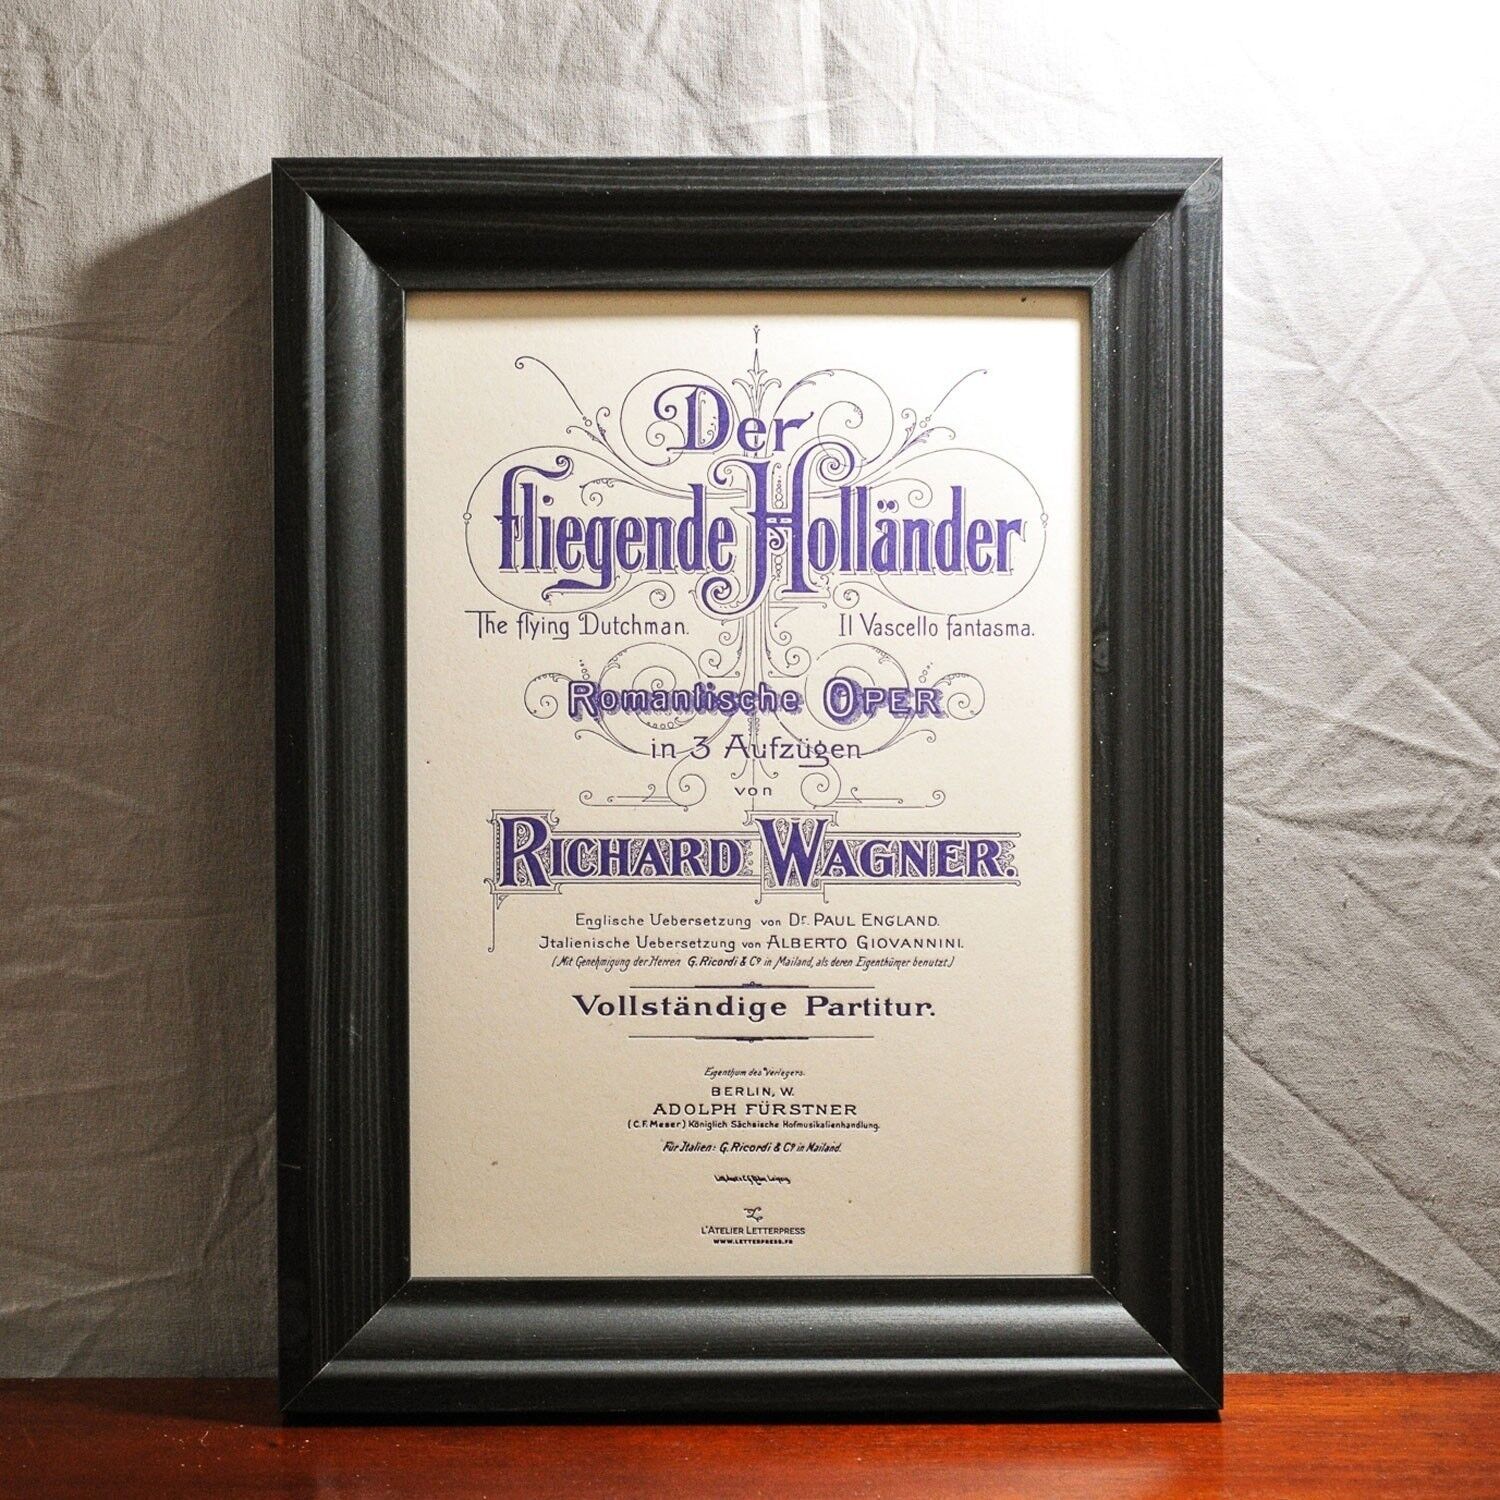 Der
fliegende Holländer
The flying Dutchman. Il Vascello fantasma.
Romantische Oper
in 3 Aufzügen
von
Richard Wagner.
Englische Uebersetzung von Dr. PAUL ENGLAND.
Italienische Uebersetzung von ALBERTO GIOVANNINI.
(Mit Genehmigung der Herren G. Ricordi & Co. in Mailand, als deren Eigenthümer benutzt.)
Vollständige Partitur.
Eigenthum des Verlegers.
BERLIN, W.
ADOLPH FÜRSTNER
(C.F. Meser) Königlich Sächsische Hofmusikalienhandlung.
Für Italien: G. Ricordi & Co. in Mailand.
L'ATELIER LETTERPRESS
WWW.LETTERPRESS.FR